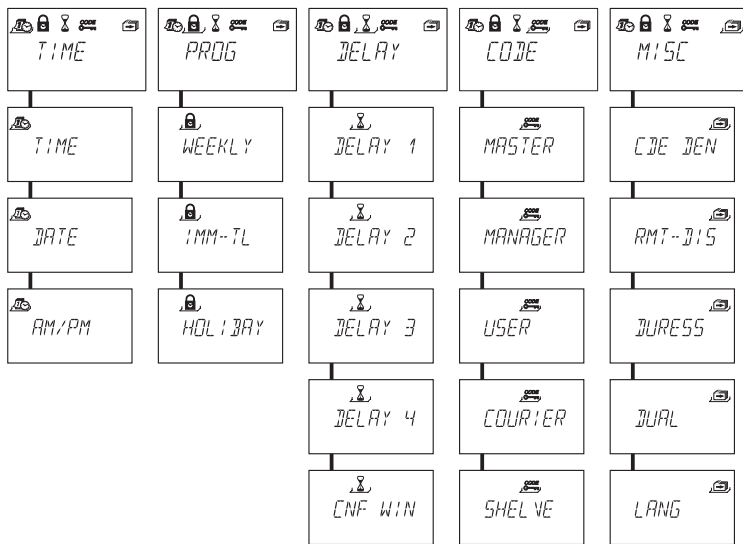 TIME PROG DELAY CODE MISC
TIME WEEKLY DELAY 1 MASTER CDE DEN
DATE IMM-TL DELAY 2 MANAGER RMT-DIS
AM/PM HOLIDAY DELAY 3 USER DURESS
DELAY 4 COURIER DUAL
CNF WIN SHELVE LANG